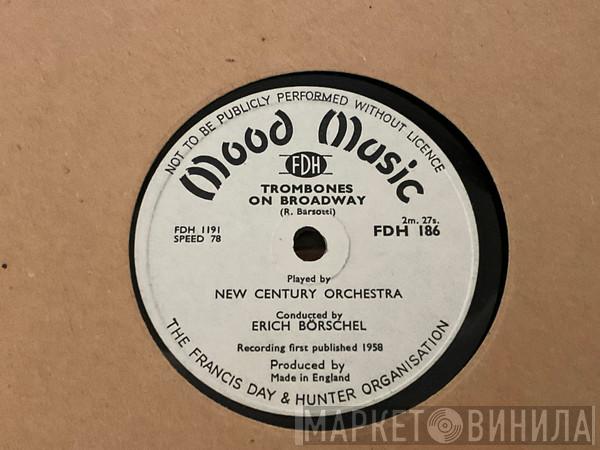 NOT TO BE PUBLICLY PERFORMED WITHOUT LICENCE
Mood Music
FDH
TROMBONES
ON BROADWAY
(R. Barsotti)
FDH 1191
SPEED 78
2m. 27s.
FDH 186
Played by
NEW CENTURY ORCHESTRA
Conducted by
ERICH BÖRSCHEL
Recording first published 1958
Produced by
Made in England
THE FRANCIS DAY & HUNTER ORGANISATION
МАРКЕТ ВИНИЛА